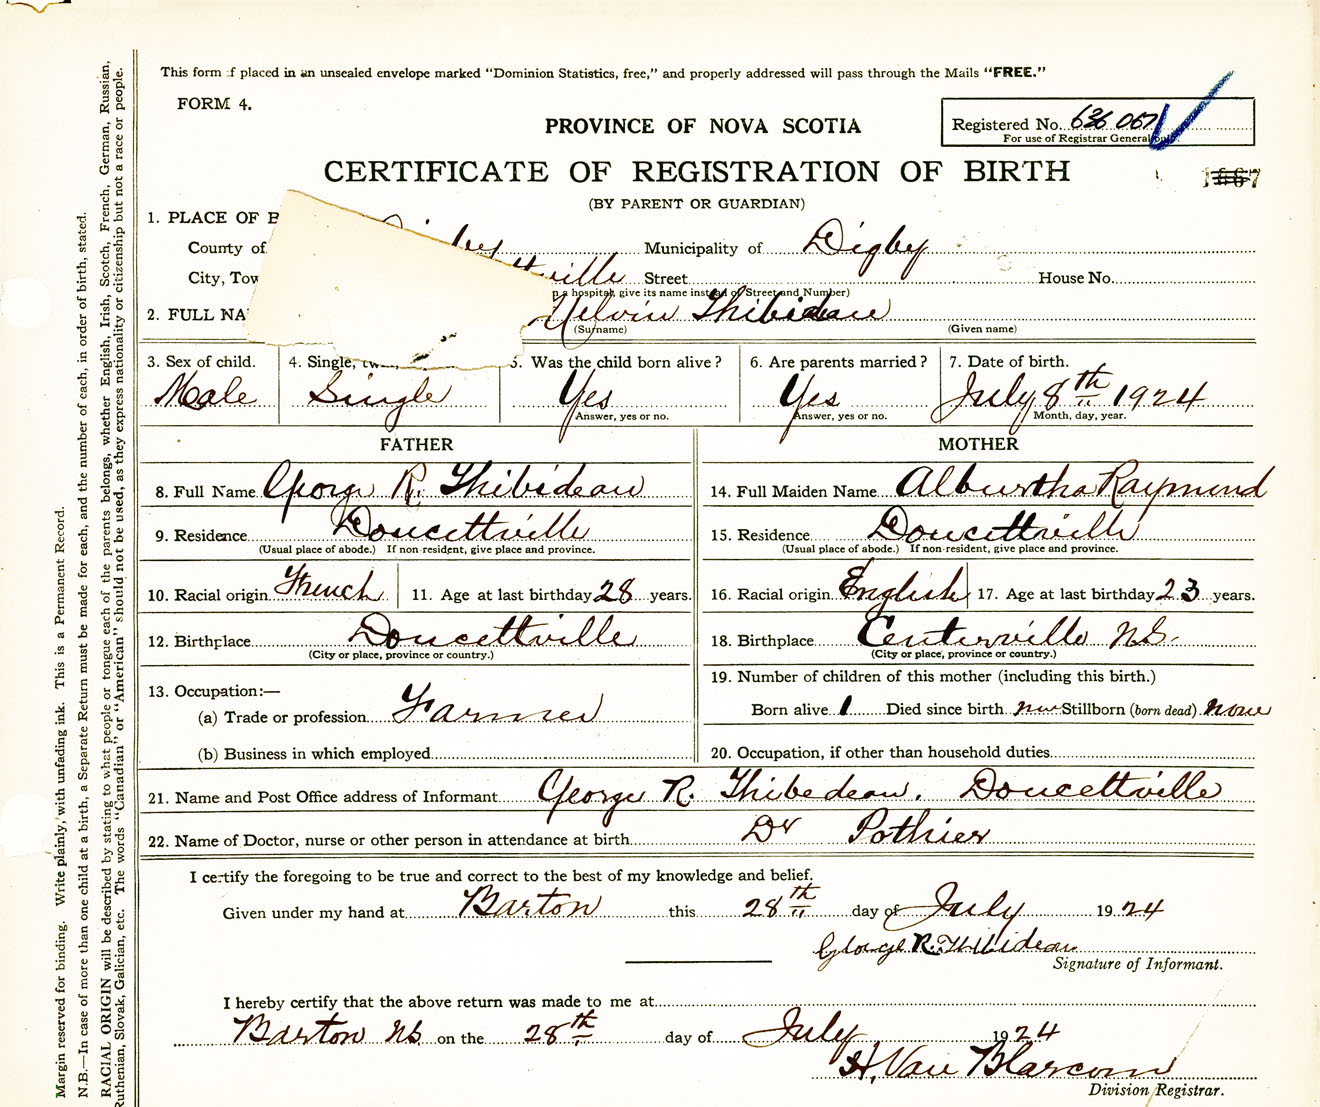 This form if placed in an unsealed envelope marked “Dominion Statistics, free,” and properly addressed will pass through the Mails “FREE.”
FORM 4.
Registered No. 636 067
For use of Registrar General only.
PROVINCE OF NOVA SCOTIA
CERTIFICATE OF REGISTRATION OF BIRTH
(BY PARENT OR GUARDIAN)
1. PLACE OF B
County of Municipality of Digby
City, Tow ville Street House No.
a hospital, give its name instead of Street and Number)
2. FULL NA Melvin Thibideau
(Surname) (Given name)
3. Sex of child. 4. Single, tw 5. Was the child born alive? 6. Are parents married? 7. Date of birth.
Male Single Yes Yes July 8th 1924
Answer, yes or no. Answer, yes or no. Month, day, year.
FATHER MOTHER
8. Full Name George R. Thibideau 14. Full Maiden Name Albertha Raymond
9. Residence Doucettville 15. Residence Doucettville
(Usual place of abode.) If non-resident, give place and province. (Usual place of abode.) If non-resident, give place and province.
10. Racial origin French 11. Age at last birthday 28 years. 16. Racial origin English 17. Age at last birthday 23 years.
12. Birthplace Doucettville 18. Birthplace Centerville N.S.
(City or place, province or country.) (City or place, province or country.)
13. Occupation:— 19. Number of children of this mother (including this birth.)
(a) Trade or profession Farmer Born alive 1 Died since birth Stillborn (born dead) none
(b) Business in which employed 20. Occupation, if other than household duties
21. Name and Post Office address of Informant George R. Thibedeau. Doucettville
22. Name of Doctor, nurse or other person in attendance at birth Dr Pothier
I certify the foregoing to be true and correct to the best of my knowledge and belief.
Given under my hand at Barton this 28th day of July 1924
George R. Thibideau
Signature of Informant.
I hereby certify that the above return was made to me at
Barton N.S. on the 28th day of July 1924
H. Van Blarcom
Division Registrar.
Margin reserved for binding. Write plainly, with unfading ink. This is a Permanent Record.
N.B.—In case of more than one child at a birth, a Separate Return must be made for each, and the number of each, in order of birth, stated.
RACIAL ORIGIN will be described by stating to what people or tongue each of the parents belongs, whether English, Irish, Scotch, French, German, Russian,
Ruthenian, Slovak, Galician, etc. The words “Canadian” or “American” should not be used, as they express nationality or citizenship but not a race or people.